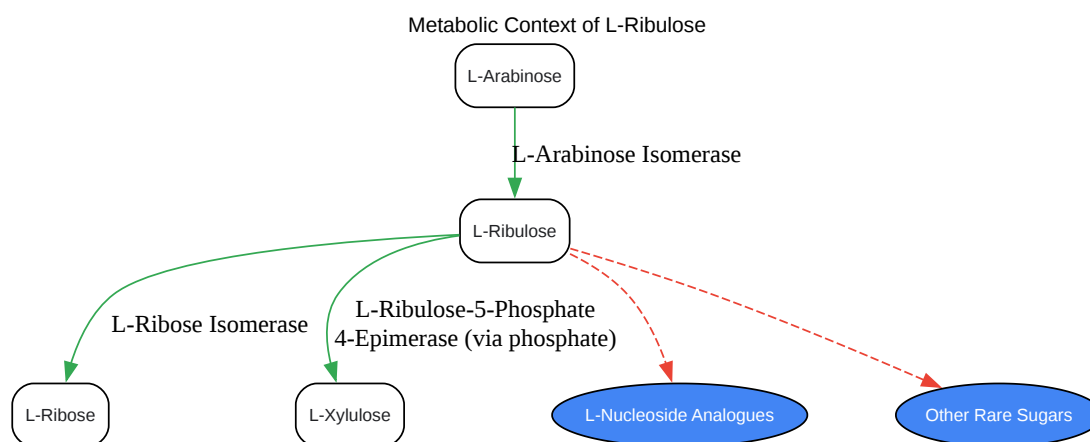 Metabolic Context of L-Ribulose
L-Arabinose
L-Arabinose Isomerase
L-Ribulose
L-Ribose Isomerase
L-Ribulose-5-Phosphate
4-Epimerase (via phosphate)
L-Ribose
L-Xylulose
L-Nucleoside Analogues
Other Rare Sugars